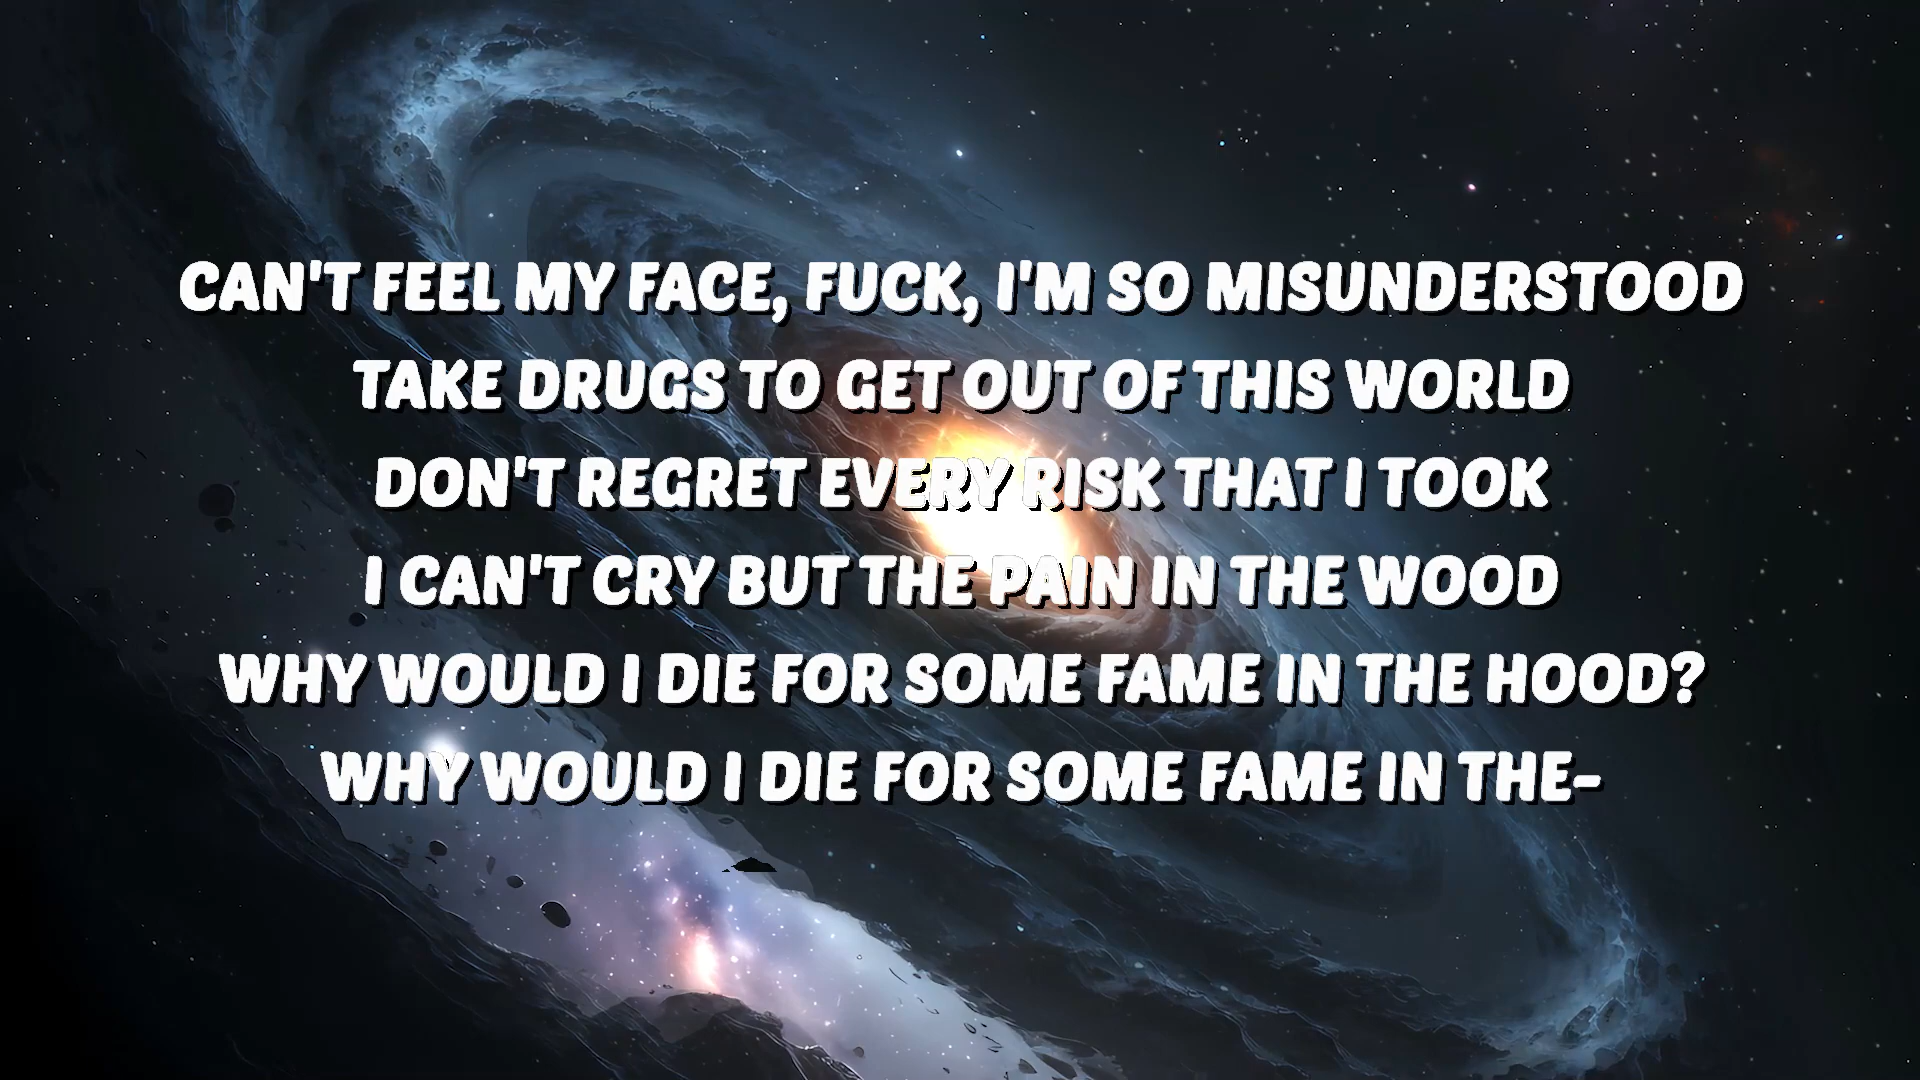 CAN'T FEEL MY FACE, FUCK, I'M SO MISUNDERSTOOD
TAKE DRUGS TO GET OUT OF THIS WORLD
DON'T REGRET EVERY RISK THAT I TOOK
I CAN'T CRY BUT THE PAIN IN THE WOOD
WHY WOULD I DIE FOR SOME FAME IN THE HOOD?
WHY WOULD I DIE FOR SOME FAME IN THE-